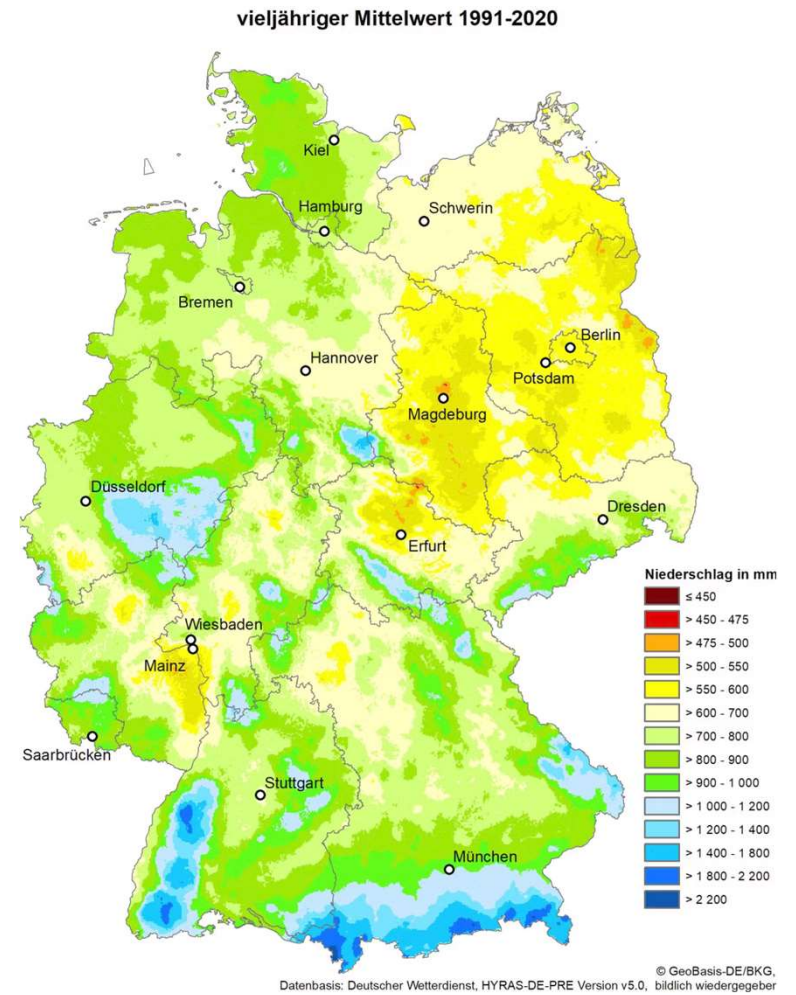 vieljähriger Mittelwert 1991-2020
Kiel
Hamburg
Schwerin
Bremen
Berlin
Hannover
Potsdam
Magdeburg
Düsseldorf
Dresden
Erfurt
Wiesbaden
Mainz
Saarbrücken
Stuttgart
München
Niederschlag in mm
≤ 450
> 450 - 475
> 475 - 500
> 500 - 550
> 550 - 600
> 600 - 700
> 700 - 800
> 800 - 900
> 900 - 1 000
> 1 000 - 1 200
> 1 200 - 1 400
> 1 400 - 1 800
> 1 800 - 2 200
> 2 200
© GeoBasis-DE/BKG,
Datenbasis: Deutscher Wetterdienst, HYRAS-DE-PRE Version v5.0, bildlich wiedergegeber